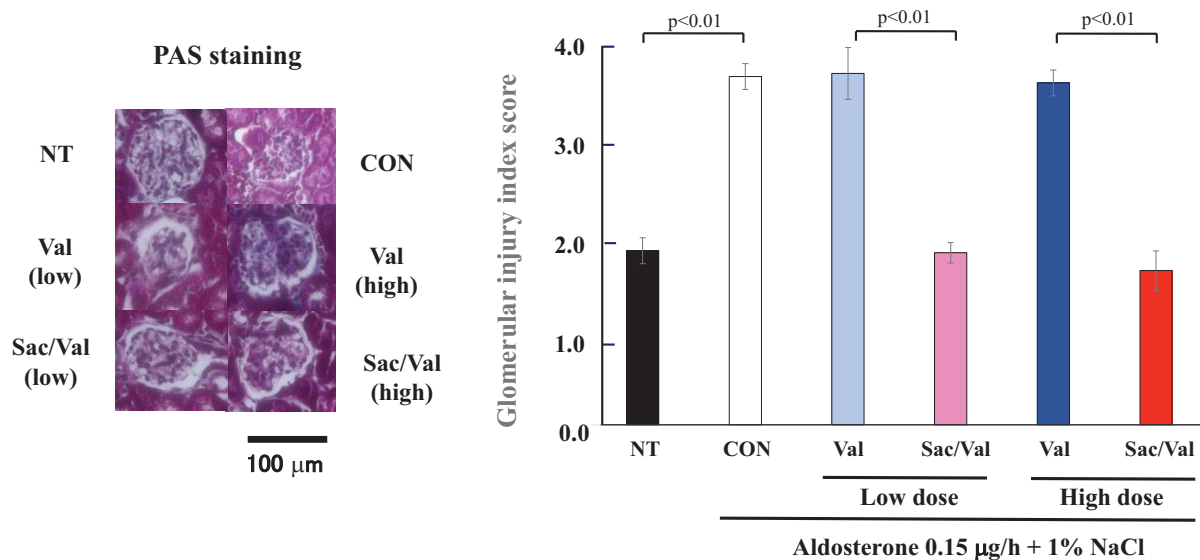 PAS staining
NT
CON
Val
(low)
Val
(high)
Sac/Val
(low)
Sac/Val
(high)
100 μm
Glomerular injury index score
4.0
3.0
2.0
1.0
0.0
p<0.01
p<0.01
p<0.01
NT
CON
Val
Sac/Val
Val
Sac/Val
Low dose
High dose
Aldosterone 0.15 μg/h + 1% NaCl